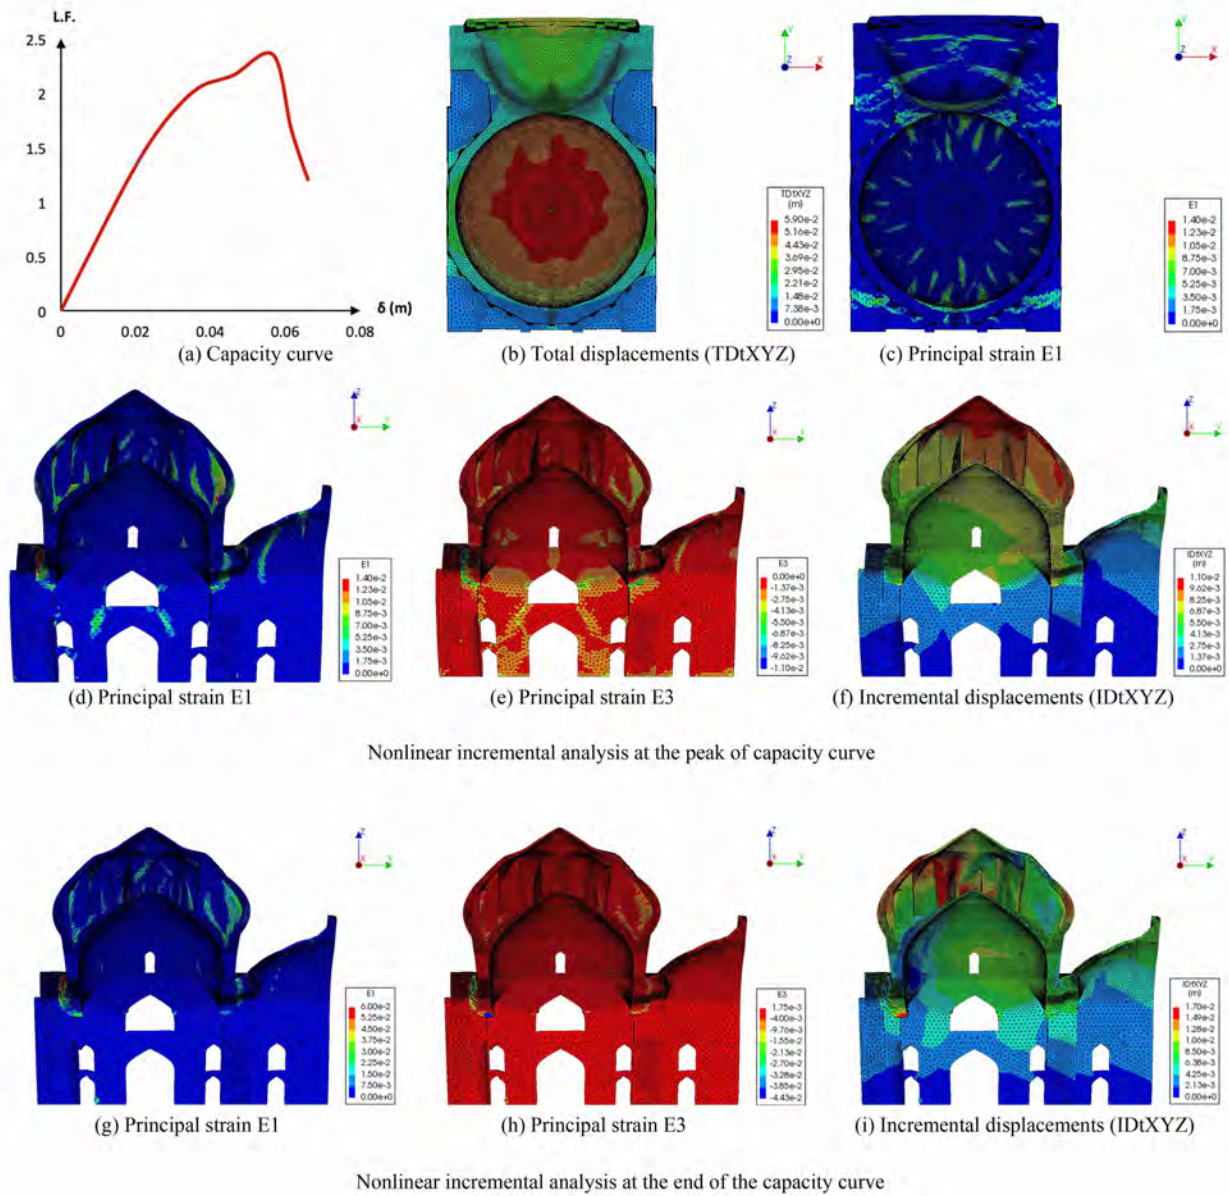 L.F.
2.5
2
1.5
1
0.5
0
0 0.02 0.04 0.06 0.08
δ (m)
(a) Capacity curve
Y
Z X
TDtXYZ
(m)
5.90e-2
5.16e-2
4.43e-2
3.69e-2
2.95e-2
2.21e-2
1.48e-2
7.38e-3
0.00e+0
(b) Total displacements (TDtXYZ)
Y
Z X
E1
1.40e-2
1.23e-2
1.05e-2
8.75e-3
7.00e-3
5.25e-3
3.50e-3
1.75e-3
0.00e+0
(c) Principal strain E1
Z
X Y
E1
1.40e-2
1.23e-2
1.05e-2
8.75e-3
7.00e-3
5.25e-3
3.50e-3
1.75e-3
0.00e+0
(d) Principal strain E1
Z
X Y
E3
0.00e+0
-1.37e-3
-2.75e-3
-4.13e-3
-5.50e-3
-6.87e-3
-8.25e-3
-9.62e-3
-1.10e-2
(e) Principal strain E3
Z
X Y
IDtXYZ
(m)
1.10e-2
9.62e-3
8.25e-3
6.87e-3
5.50e-3
4.13e-3
2.75e-3
1.37e-3
0.00e+0
(f) Incremental displacements (IDtXYZ)
Nonlinear incremental analysis at the peak of capacity curve
Z
X Y
E1
6.00e-2
5.25e-2
4.50e-2
3.75e-2
3.00e-2
2.25e-2
1.50e-2
7.50e-3
0.00e+0
(g) Principal strain E1
Z
X Y
E3
1.75e-3
-4.00e-3
-9.76e-3
-1.55e-2
-2.13e-2
-2.70e-2
-3.28e-2
-3.85e-2
-4.43e-2
(h) Principal strain E3
Z
X Y
IDtXYZ
(m)
1.70e-2
1.49e-2
1.28e-2
1.06e-2
8.50e-3
6.38e-3
4.25e-3
2.13e-3
0.00e+0
(i) Incremental displacements (IDtXYZ)
Nonlinear incremental analysis at the end of the capacity curve